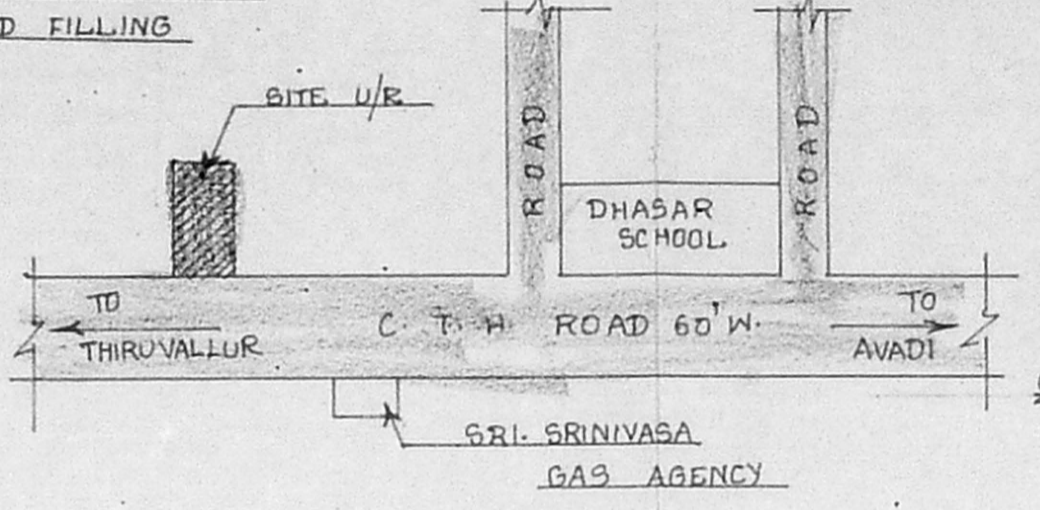 D FILLING
SITE U/R
ROAD
ROAD
DHASAR
SCHOOL
TO
THIRUVALLUR
C. T. H. ROAD 60' W.
TO
AVADI
SRI. SRINIVASA
GAS AGENCY